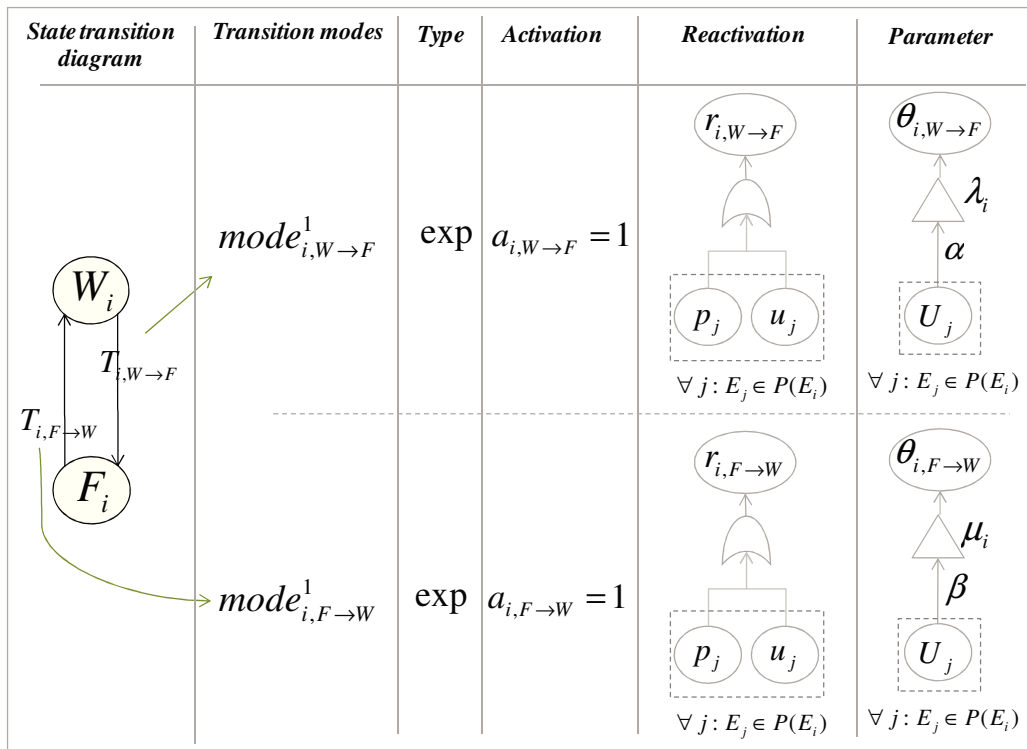 State transition diagram
Transition modes
Type
Activation
Reactivation
Parameter
W_i
F_i
T_{i,W→F}
T_{i,F→W}
mode^1_{i,W→F}
exp
a_{i,W→F} = 1
r_{i,W→F}
p_j
u_j
∀ j : E_j ∈ P(E_i)
θ_{i,W→F}
λ_i
α
U_j
∀ j : E_j ∈ P(E_i)
mode^1_{i,F→W}
exp
a_{i,F→W} = 1
r_{i,F→W}
p_j
u_j
∀ j : E_j ∈ P(E_i)
θ_{i,F→W}
μ_i
β
U_j
∀ j : E_j ∈ P(E_i)